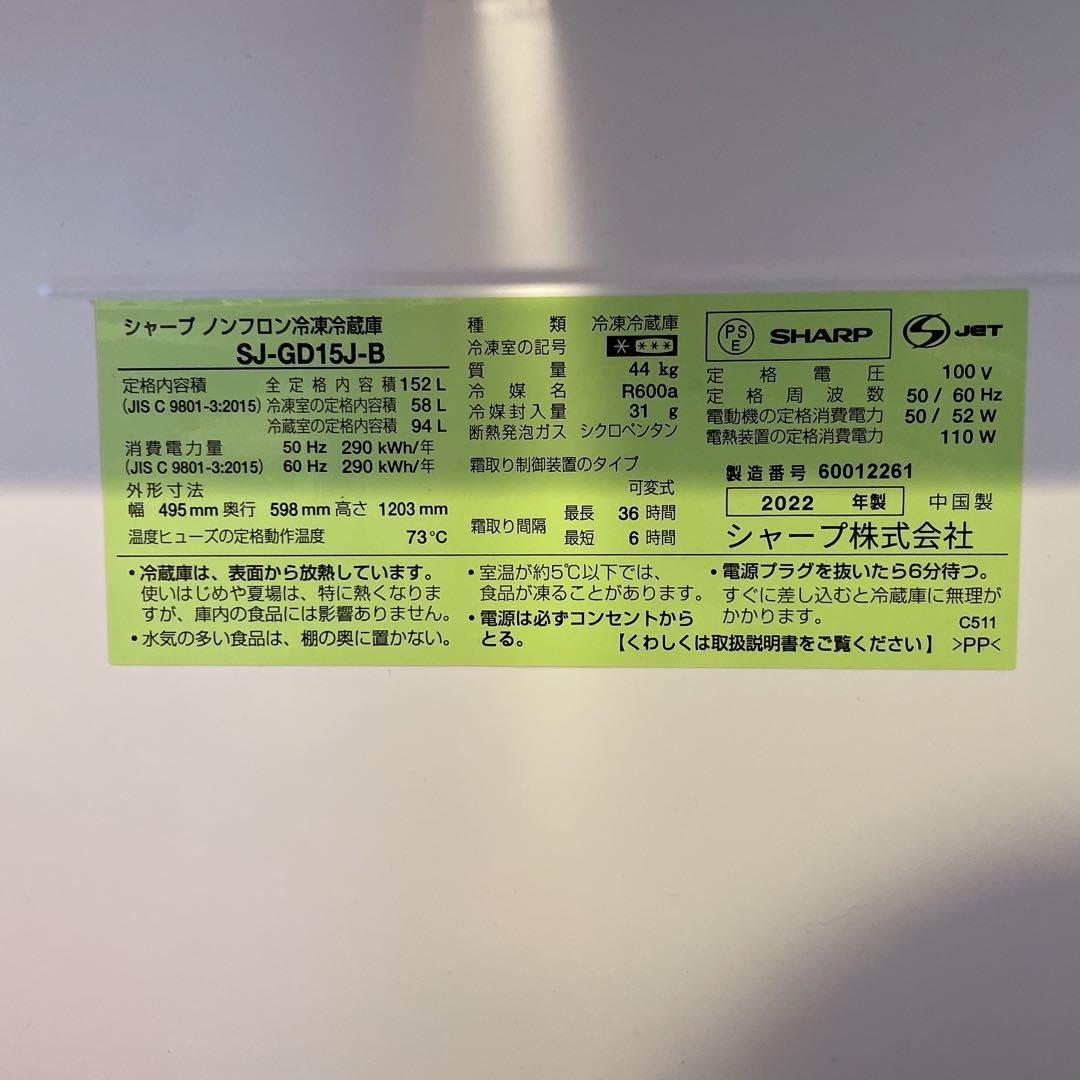 シャープ ノンフロン冷凍冷蔵庫
SJ-GD15J-B
定格内容積 全定格内容積 152 L
(JIS C 9801-3:2015) 冷凍室の定格内容積 58 L
冷蔵室の定格内容積 94 L
消費電力量 50 Hz 290 kWh/年
(JIS C 9801-3:2015) 60 Hz 290 kWh/年
外形寸法
幅 495 mm 奥行 598 mm 高さ 1203 mm
温度ヒューズの定格動作温度 73℃
種類 冷凍冷蔵庫
冷凍室の記号 * ***
質量 44 kg
冷媒名 R600a
冷媒封入量 31 g
断熱発泡ガス シクロペンタン
霜取り制御装置のタイプ
可変式
霜取り間隔 最長 36 時間
最短 6 時間
PSE SHARP JET
定格電圧 100 V
定格周波数 50 / 60 Hz
電動機の定格消費電力 50 / 52 W
電熱装置の定格消費電力 110 W
製造番号 60012261
2022 年製 中国製
シャープ株式会社
・冷蔵庫は、表面から放熱しています。
使いはじめや夏場は、特に熱くなりま
すが、庫内の食品には影響ありません。
・水気の多い食品は、棚の奥に置かない。
・室温が約5℃以下では、
食品が凍ることがあります。
・電源は必ずコンセントから
とる。
・電源プラグを抜いたら6分待つ。
すぐに差し込むと冷蔵庫に無理が
かかります。
C511
【くわしくは取扱説明書をご覧ください】 >PP<